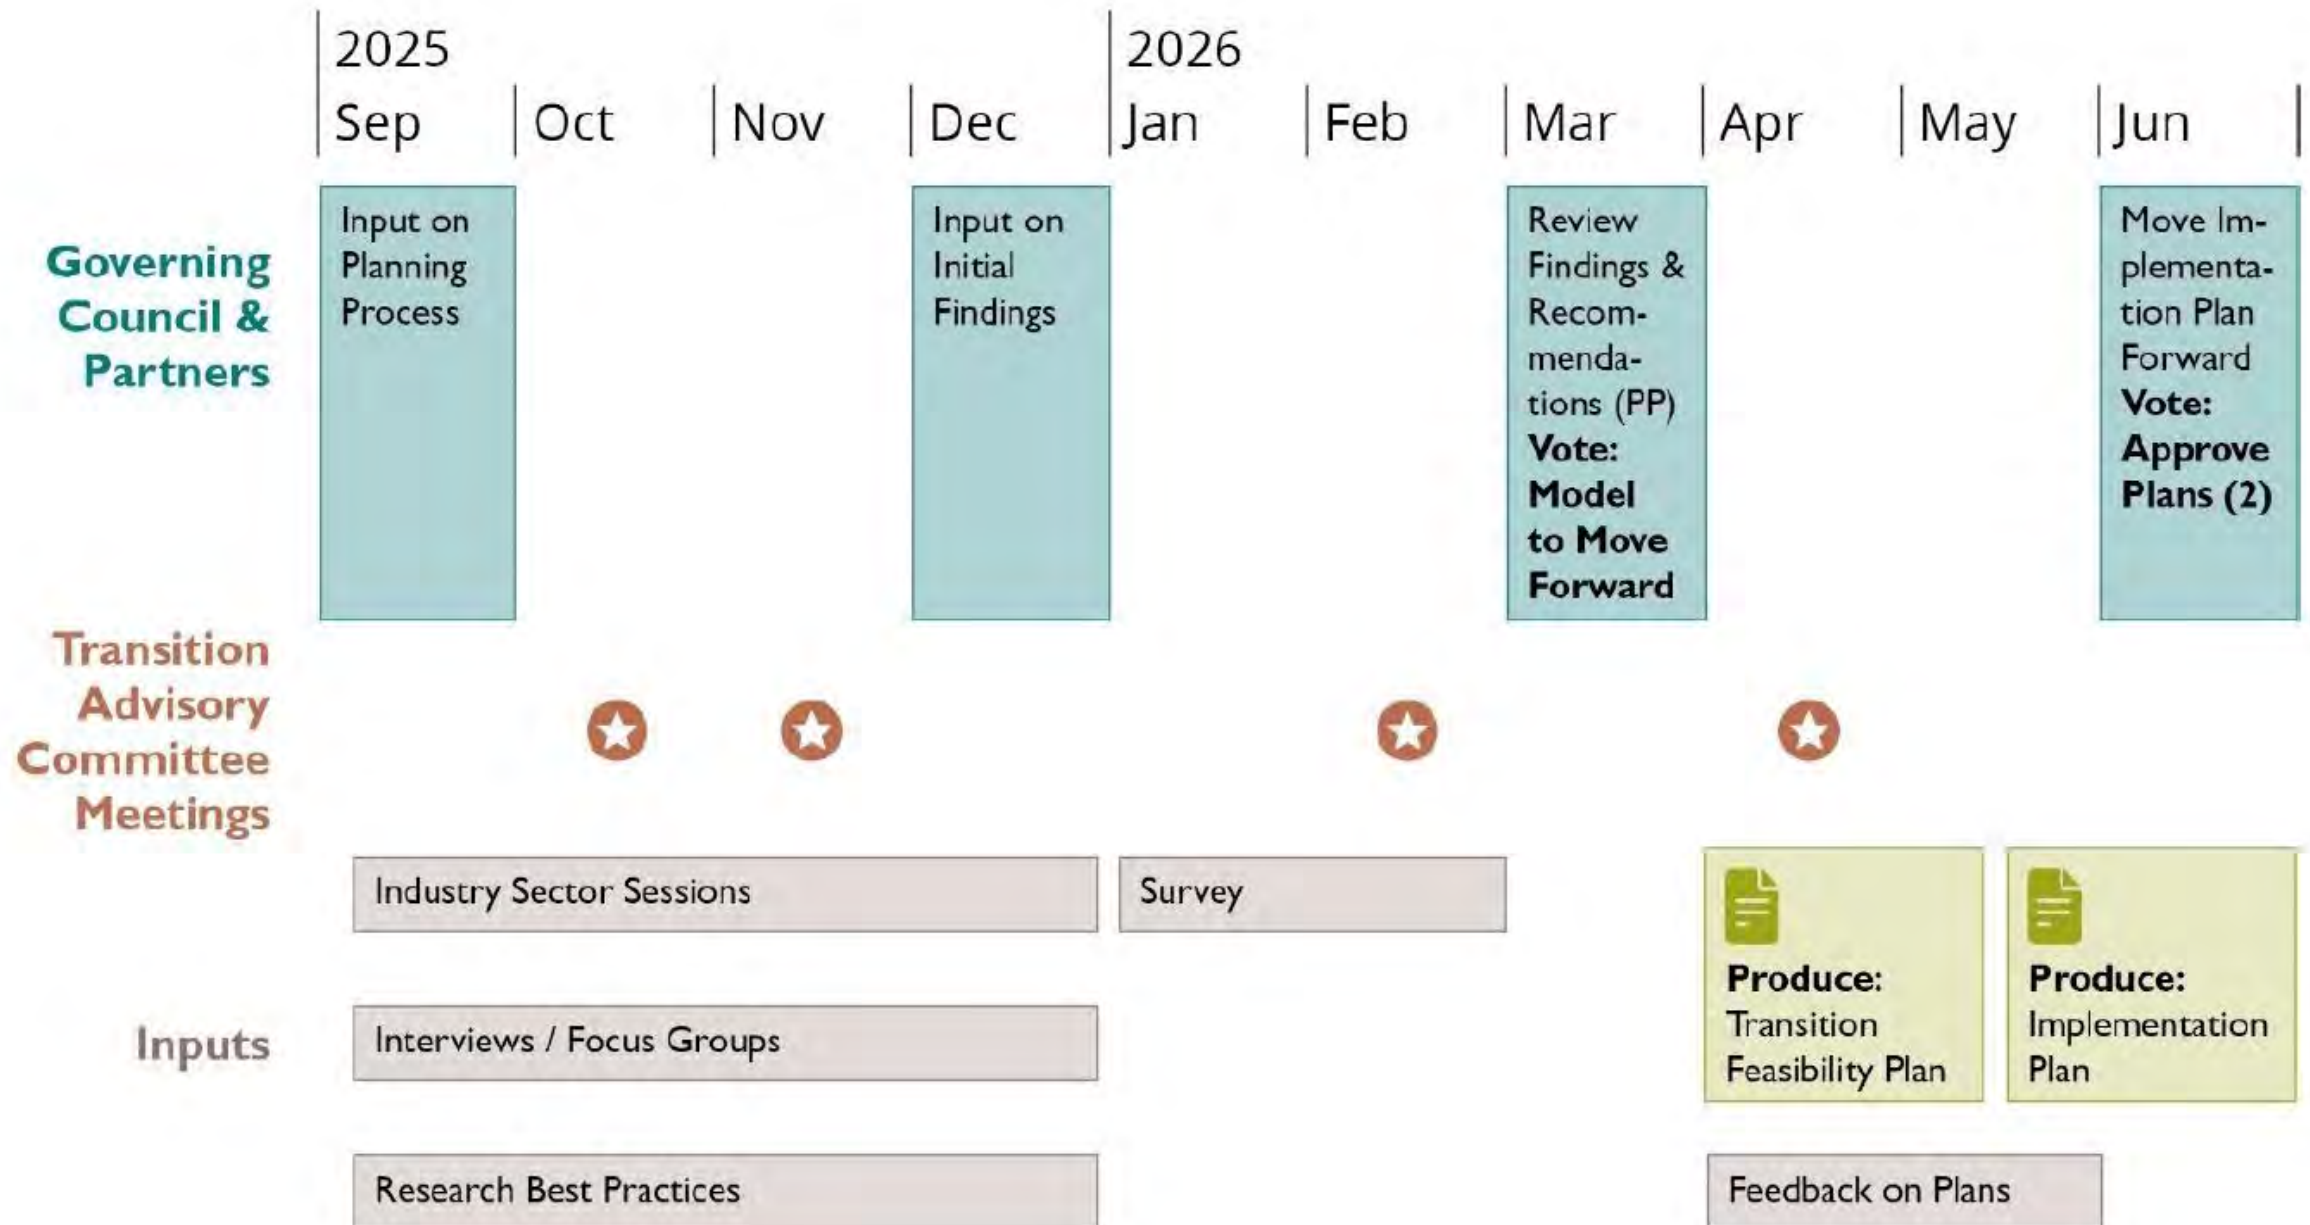 2025
2026
Sep
Oct
Nov
Dec
Jan
Feb
Mar
Apr
May
Jun
Governing
Council &
Partners
Input on
Planning
Process
Input on
Initial
Findings
Review
Findings &
Recom-
menda-
tions (PP)
Vote:
Model
to Move
Forward
Move Im-
plementa-
tion Plan
Forward
Vote:
Approve
Plans (2)
Transition
Advisory
Committee
Meetings
Inputs
Industry Sector Sessions
Survey
Interviews / Focus Groups
Research Best Practices
Produce:
Transition
Feasibility Plan
Produce:
Implementation
Plan
Feedback on Plans